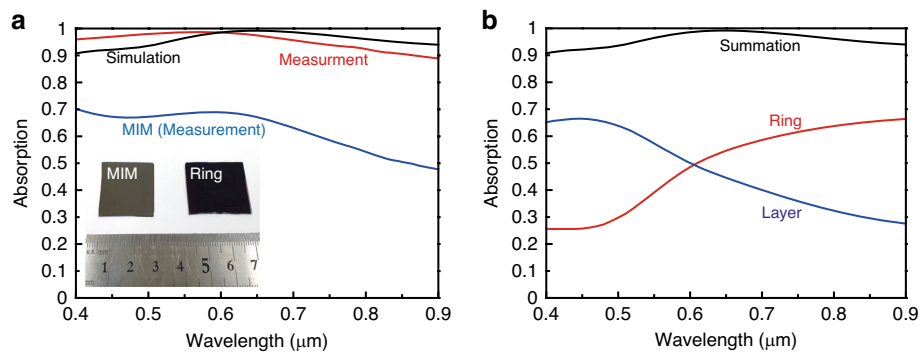 a
1
0.9
0.8
0.7
0.6
0.5
0.4
0.3
0.2
0.1
0
Absorption
Simulation
Measurment
MIM (Measurement)
MIM
Ring
1 2 3 4 5 6 7
0.4 0.5 0.6 0.7 0.8 0.9
Wavelength (μm)
b
1
0.9
0.8
0.7
0.6
0.5
0.4
0.3
0.2
0.1
0
Absorption
Summation
Ring
Layer
0.4 0.5 0.6 0.7 0.8 0.9
Wavelength (μm)